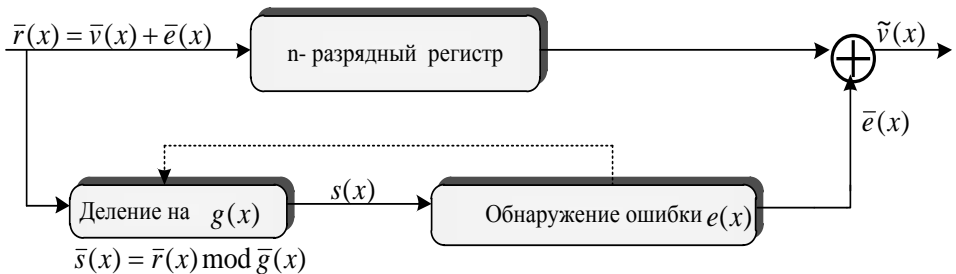 r̅(x) = v̅(x) + e̅(x)
n- разрядный регистр
ṽ(x)
e̅(x)
Деление на g(x)
s(x)
Обнаружение ошибки e(x)
s̅(x) = r̅(x) mod g̅(x)